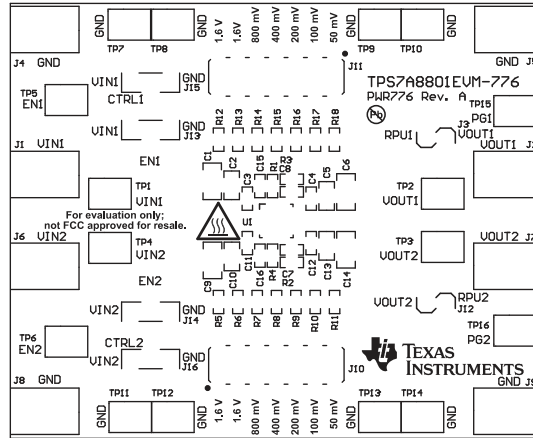 GND TP7 TP8 GND
1.6 V 1.6 V 800 mV 400 mV 200 mV 100 mV 50 mV
GND TP9 TP10 GND
J4 GND
GND
TP5
EN1
VIN1 GND
J15
CTRL1
J11
TPS7A8801EVM-776
PWR776 Rev. A
Pb
TP15
PG1
VIN1 GND
J13
R12 R13 R14 R15 R16 R17 R18
J3
RPU1 VOUT1
J1 VIN1
VOUT1
EN1
C1 C2 C3 C15 R1 R3 C8 C4 C5 C6
TP1
VIN1
TP2
VOUT1
For evaluation only;
not FCC approved for resale.
U1
J6 VIN2
TP4
VIN2
TP3
VOUT2
VOUT2
EN2
C9 C10 C11 C16 R4 C7 R2 C12 C13 C14
VIN2 GND
J14
R5 R6 R7 R8 R9 R10 R11
VOUT2 RPU2
J12
TP6
EN2
CTRL2
VIN2 GND
J16
J10
TP16
PG2
TEXAS
INSTRUMENTS
J8 GND
GND
GND TP11 TP12 GND
1.6 V 1.6 V 800 mV 400 mV 200 mV 100 mV 50 mV
GND TP13 TP14 GND